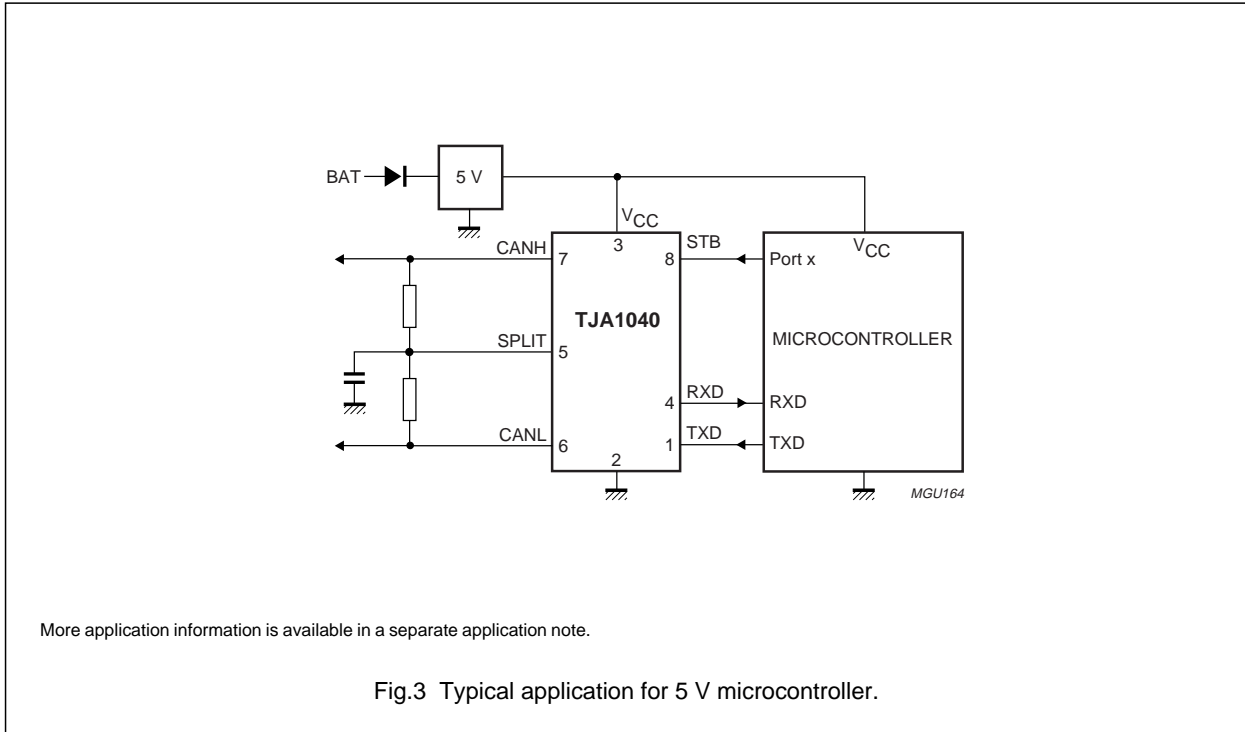 BAT
5 V
VCC
CANH
3
STB
7
8
Port x
VCC
TJA1040
MICROCONTROLLER
SPLIT
5
4
RXD
RXD
CANL
6
1
TXD
TXD
2
MGU164
More application information is available in a separate application note.
Fig.3 Typical application for 5 V microcontroller.